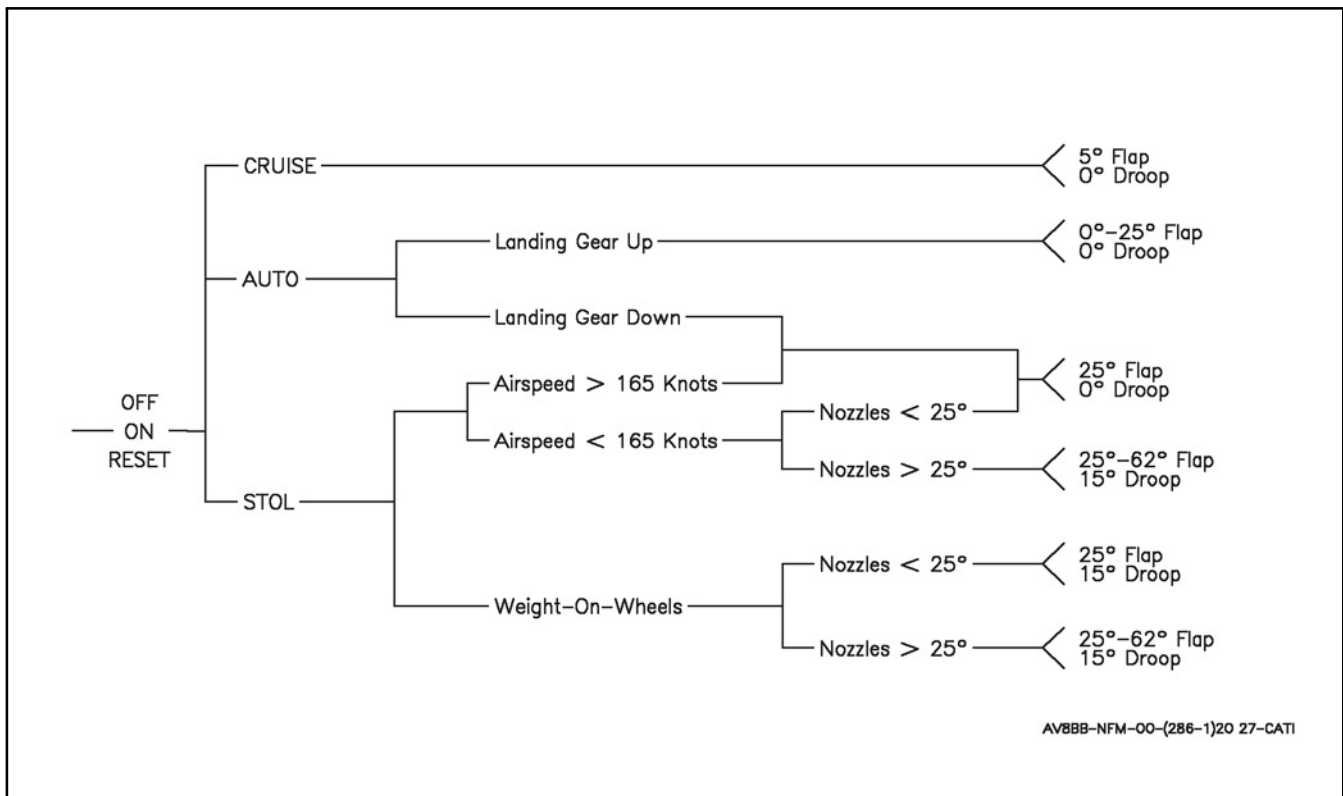 CRUISE
5° Flap
0° Droop
Landing Gear Up
0°-25° Flap
0° Droop
AUTO
Landing Gear Down
Airspeed > 165 Knots
25° Flap
0° Droop
OFF
ON
RESET
Nozzles < 25°
Airspeed < 165 Knots
Nozzles > 25°
25°-62° Flap
15° Droop
STOL
Nozzles < 25°
25° Flap
15° Droop
Weight-On-Wheels
Nozzles > 25°
25°-62° Flap
15° Droop
AV8BB-NFM-00-(286-1)20 27-CATI